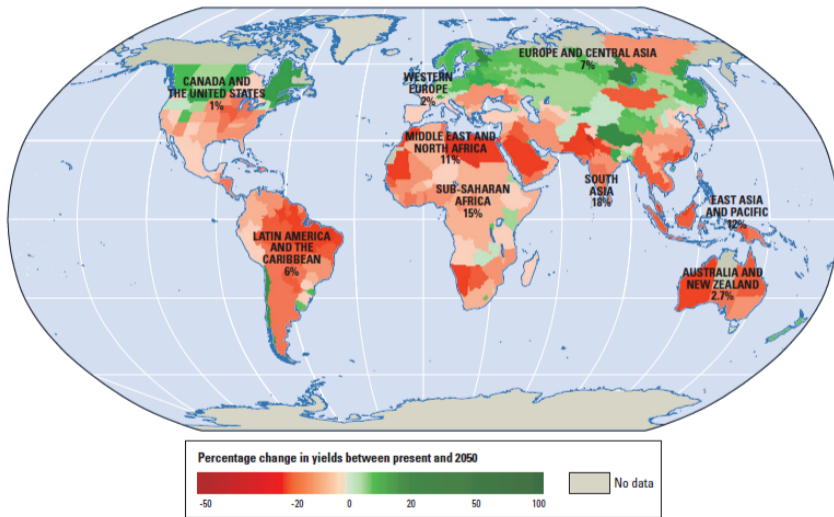 EUROPE AND CENTRAL ASIA
7%
CANADA AND
THE UNITED STATES
1%
WESTERN
EUROPE
2%
MIDDLE EAST AND
NORTH AFRICA
11%
SUB-SAHARAN
AFRICA
15%
SOUTH
ASIA
18%
EAST ASIA
AND PACIFIC
12%
LATIN AMERICA
AND THE
CARIBBEAN
6%
AUSTRALIA AND
NEW ZEALAND
2.7%
Percentage change in yields between present and 2050
No data
-50 -20 0 20 50 100